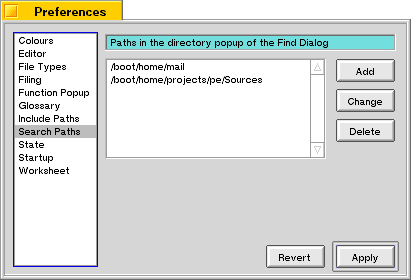 Preferences
Colours
Editor
File Types
Filing
Function Popup
Glossary
Include Paths
Search Paths
State
Startup
Worksheet
Paths in the directory popup of the Find Dialog
/boot/home/mail
/boot/home/projects/pe/Sources
Add
Change
Delete
Revert
Apply